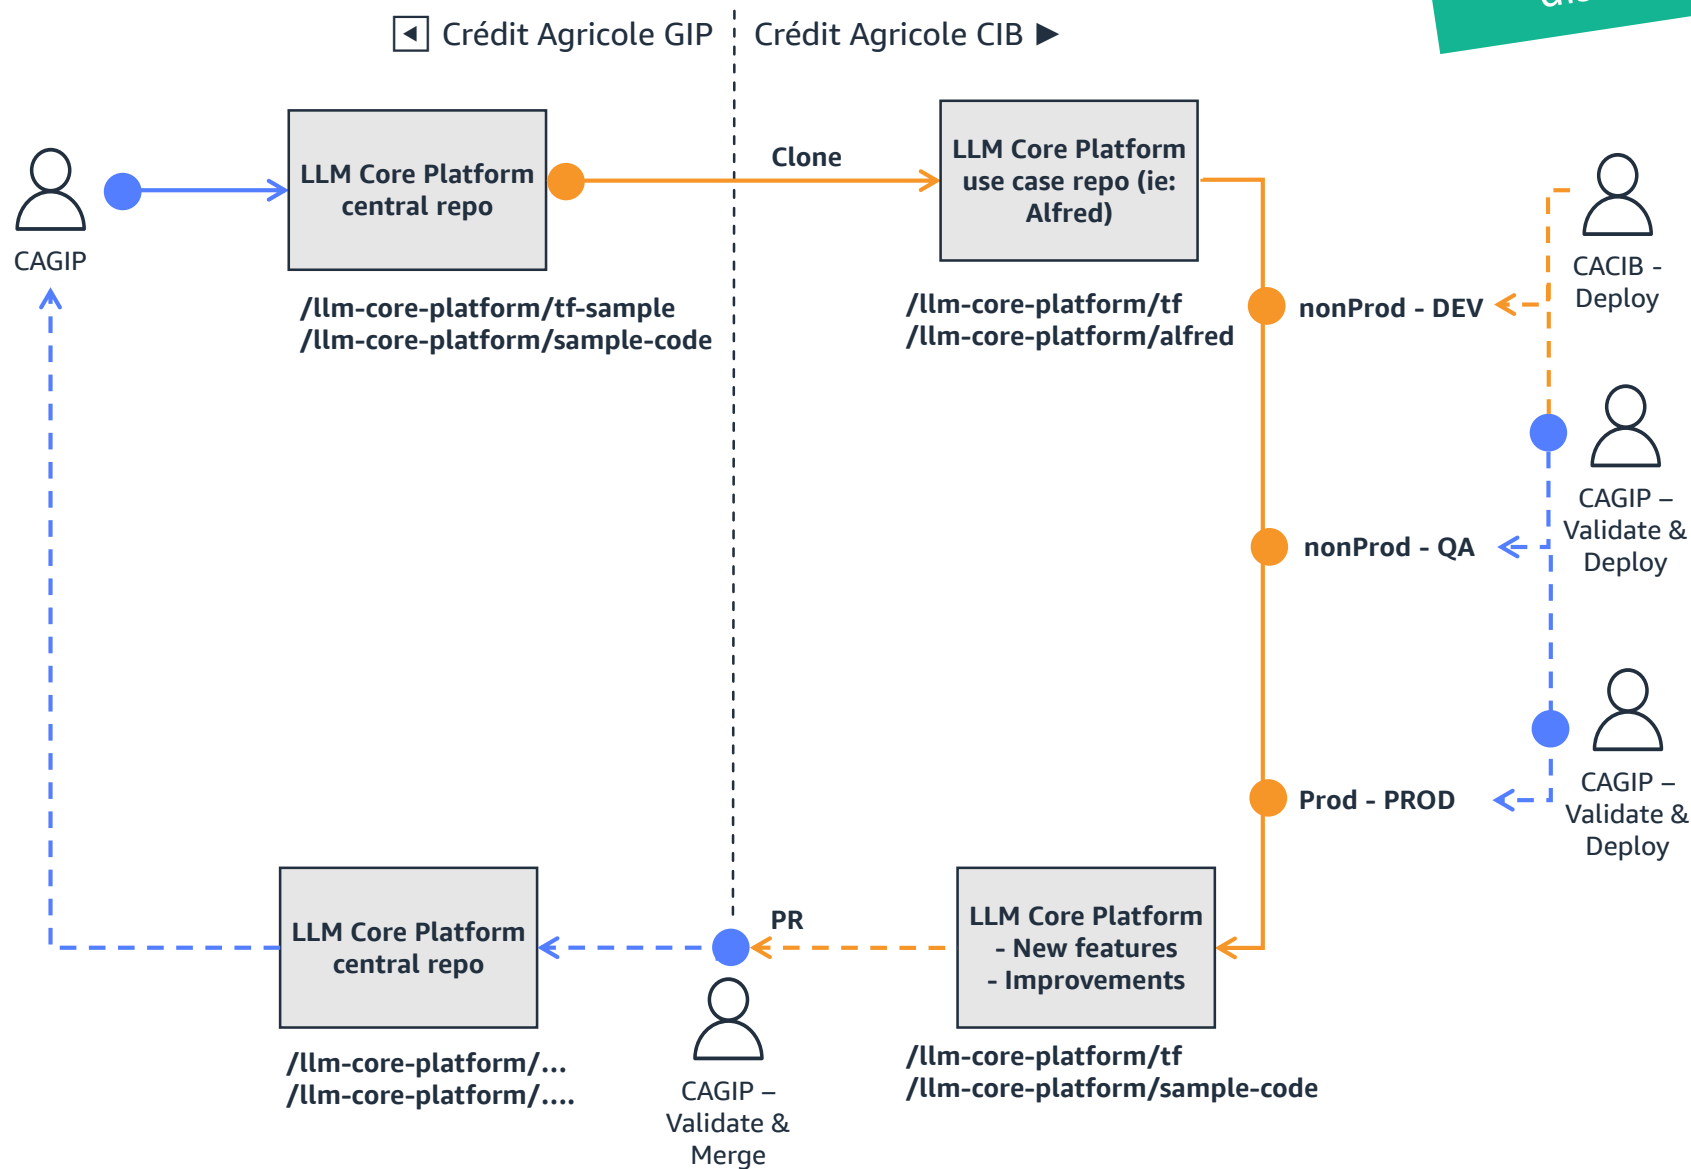 ◀ Crédit Agricole GIP
Crédit Agricole CIB ▶
CAGIP
LLM Core Platform
central repo
/llm-core-platform/tf-sample
/llm-core-platform/sample-code
Clone
LLM Core Platform
use case repo (ie:
Alfred)
/llm-core-platform/tf
/llm-core-platform/alfred
nonProd - DEV
CACIB -
Deploy
nonProd - QA
CAGIP –
Validate &
Deploy
Prod - PROD
CAGIP –
Validate &
Deploy
LLM Core Platform
central repo
/llm-core-platform/...
/llm-core-platform/....
PR
CAGIP –
Validate &
Merge
LLM Core Platform
- New features
- Improvements
/llm-core-platform/tf
/llm-core-platform/sample-code